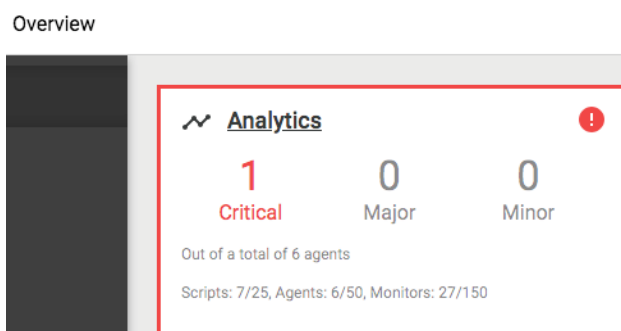 Overview
Analytics
1 0 0
Critical Major Minor
Out of a total of 6 agents
Scripts: 7/25, Agents: 6/50, Monitors: 27/150